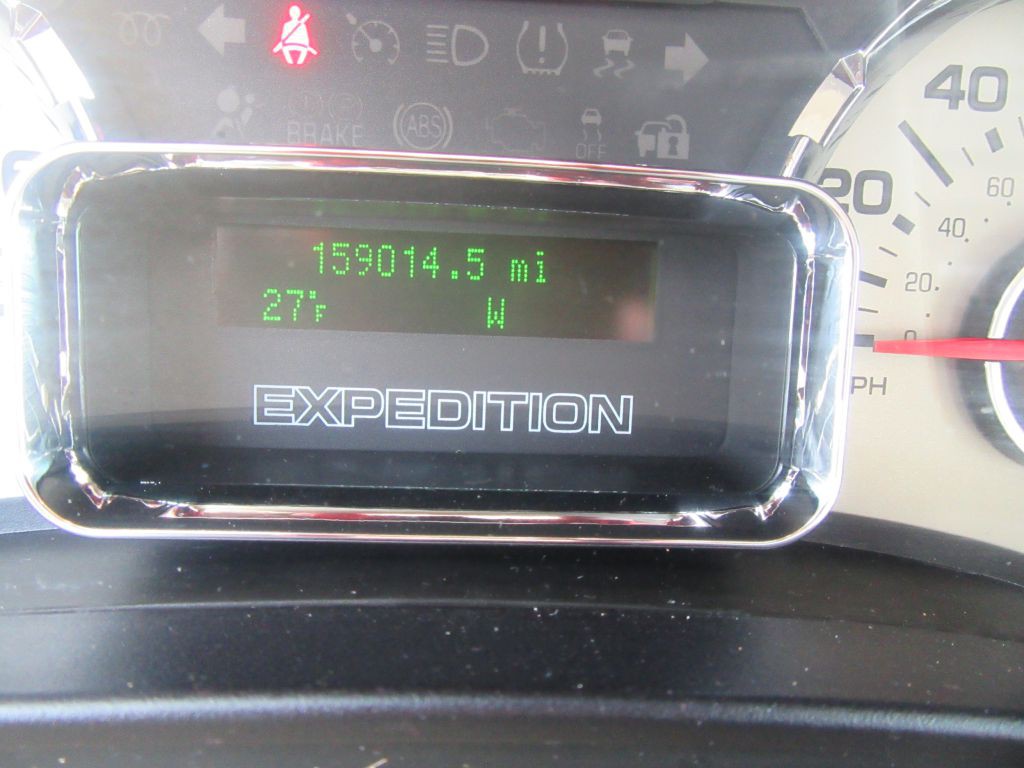 BRAKE
ABS
OFF
40
20
60
40
20
0
159014.5 mi
27°F W
EXPEDITION
PH